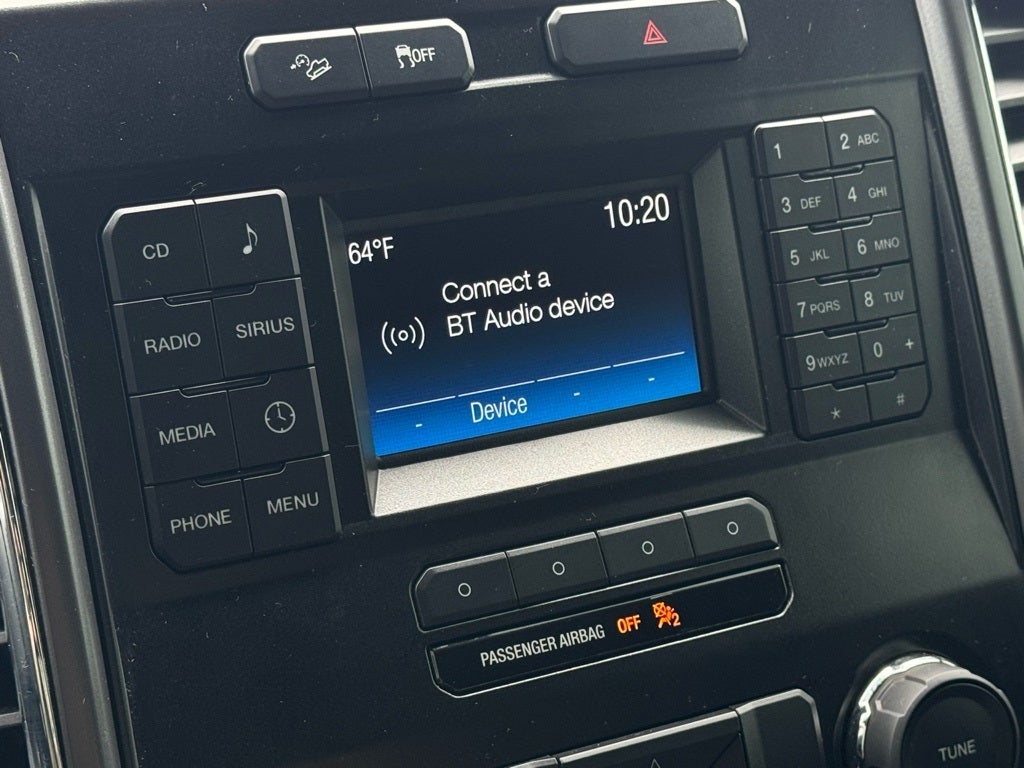 OFF
CD
RADIO
SIRIUS
MEDIA
PHONE
MENU
64°F
10:20
Connect a
BT Audio device
- Device - -
1
2 ABC
3 DEF
4 GHI
5 JKL
6 MNO
7 PQRS
8 TUV
9 WXYZ
0 +
*
#
PASSENGER AIRBAG OFF 2
TUNE